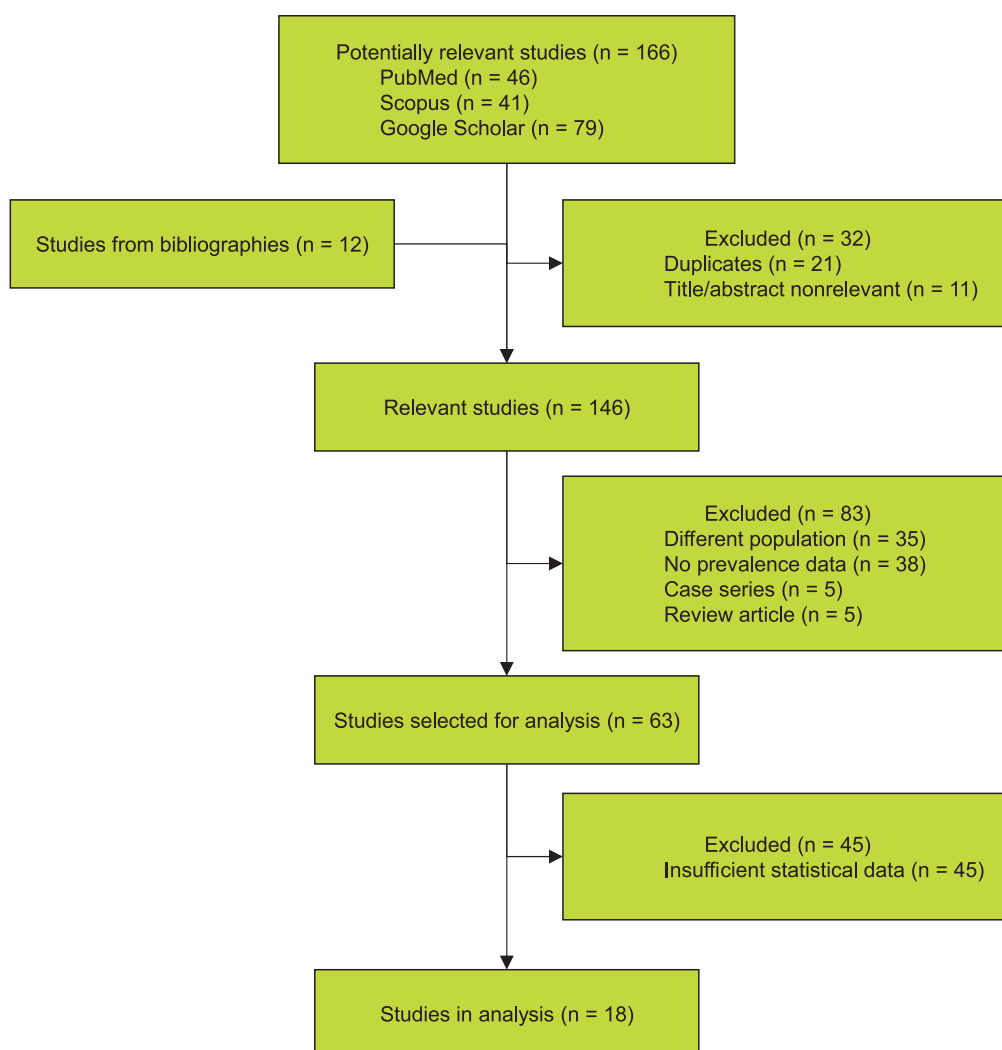 Potentially relevant studies (n = 166)
PubMed (n = 46)
Scopus (n = 41)
Google Scholar (n = 79)
Studies from bibliographies (n = 12)
Excluded (n = 32)
Duplicates (n = 21)
Title/abstract nonrelevant (n = 11)
Relevant studies (n = 146)
Excluded (n = 83)
Different population (n = 35)
No prevalence data (n = 38)
Case series (n = 5)
Review article (n = 5)
Studies selected for analysis (n = 63)
Excluded (n = 45)
Insufficient statistical data (n = 45)
Studies in analysis (n = 18)